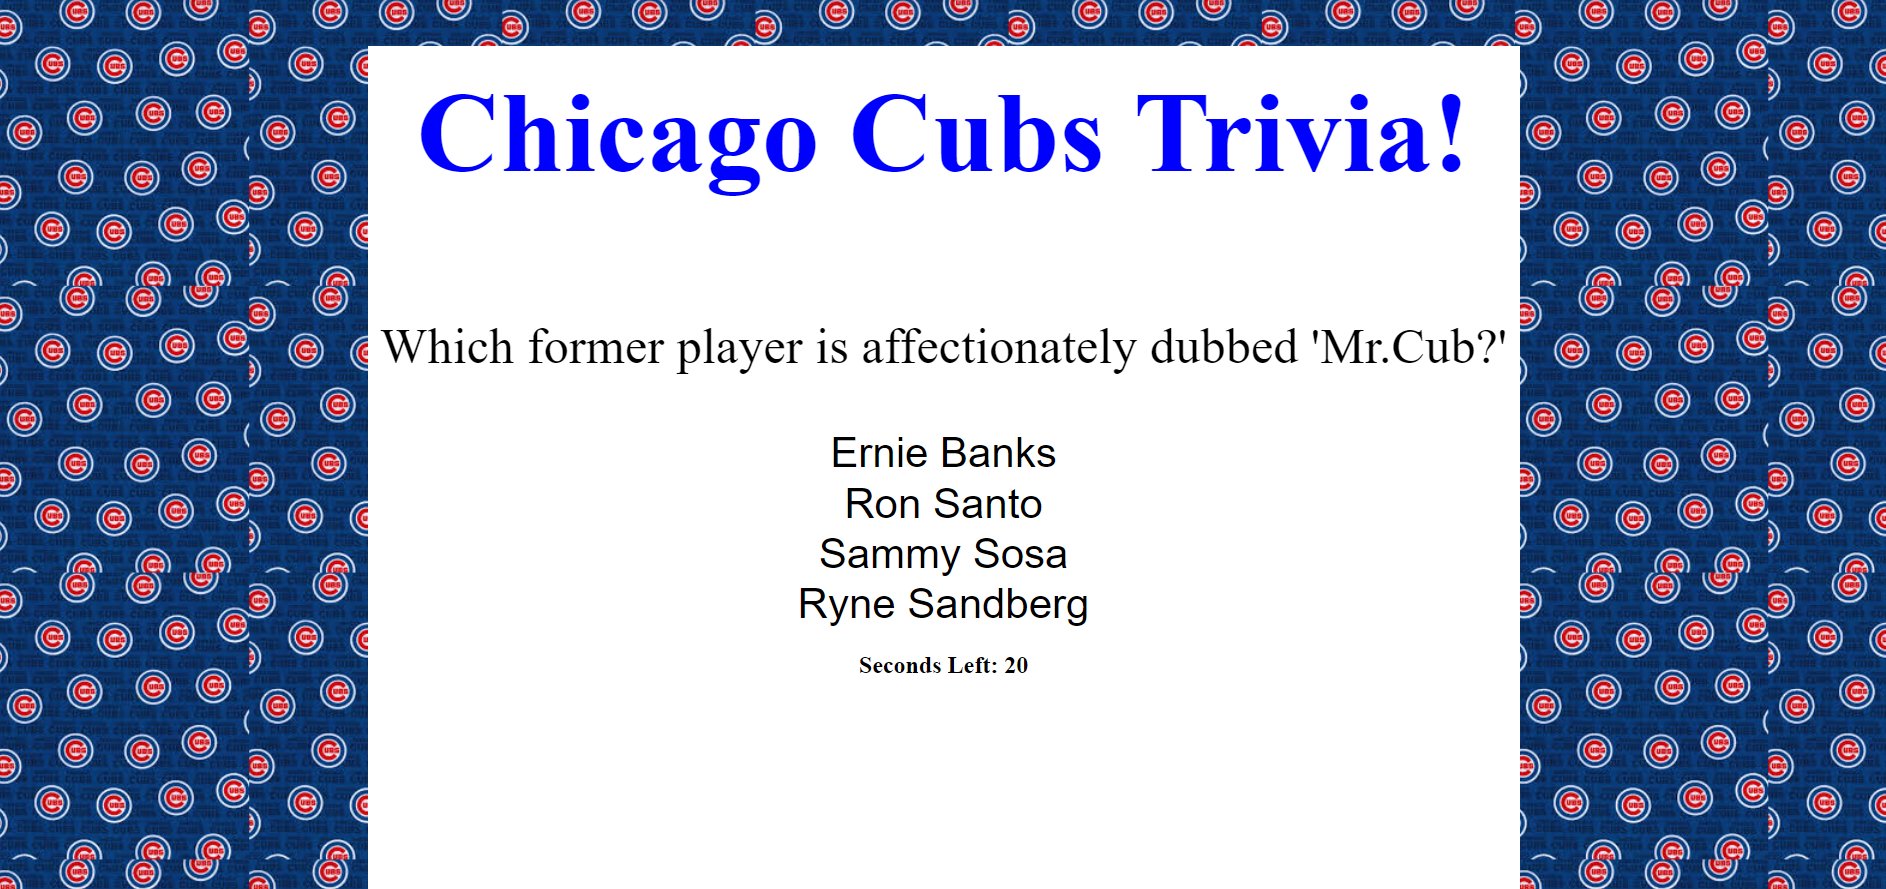 Chicago Cubs Trivia!
Which former player is affectionately dubbed 'Mr.Cub?'
Ernie Banks
Ron Santo
Sammy Sosa
Ryne Sandberg
Seconds Left: 20